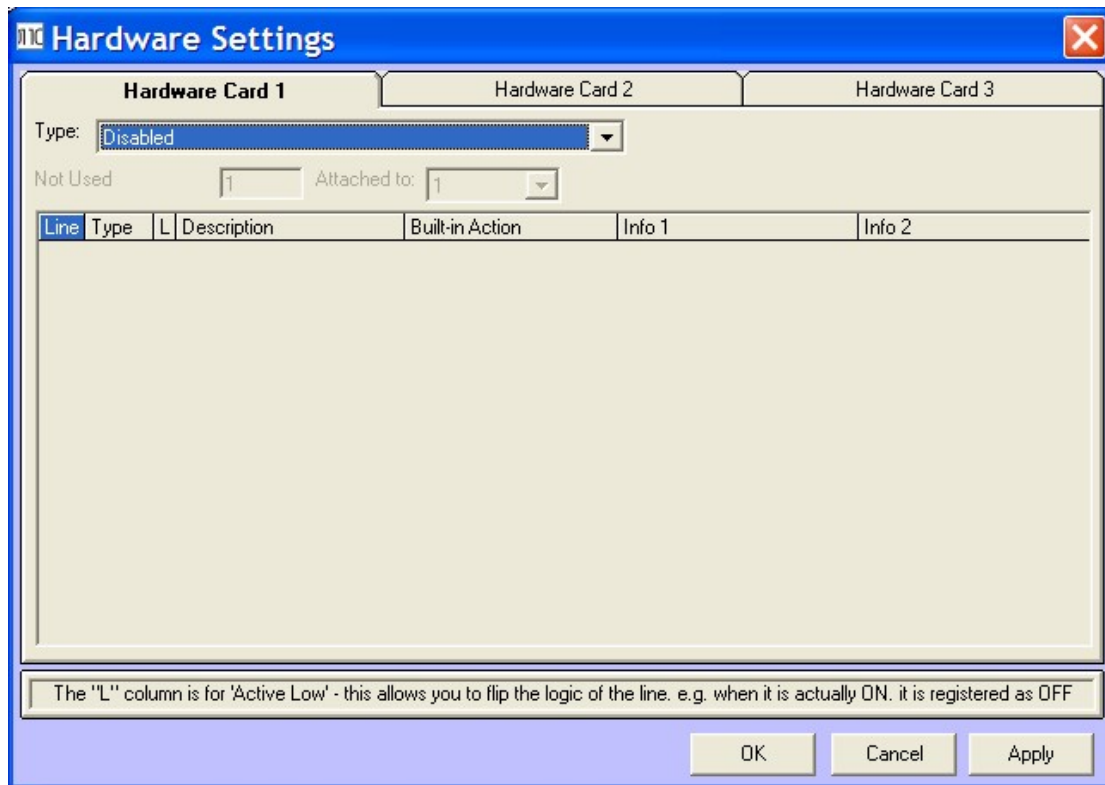 Hardware Settings
Hardware Card 1 Hardware Card 2 Hardware Card 3
Type: Disabled
Not Used 1 Attached to: 1
Line Type L Description Built-in Action Info 1 Info 2
The "L" column is for 'Active Low' - this allows you to flip the logic of the line. e.g. when it is actually ON. it is registered as OFF
OK Cancel Apply